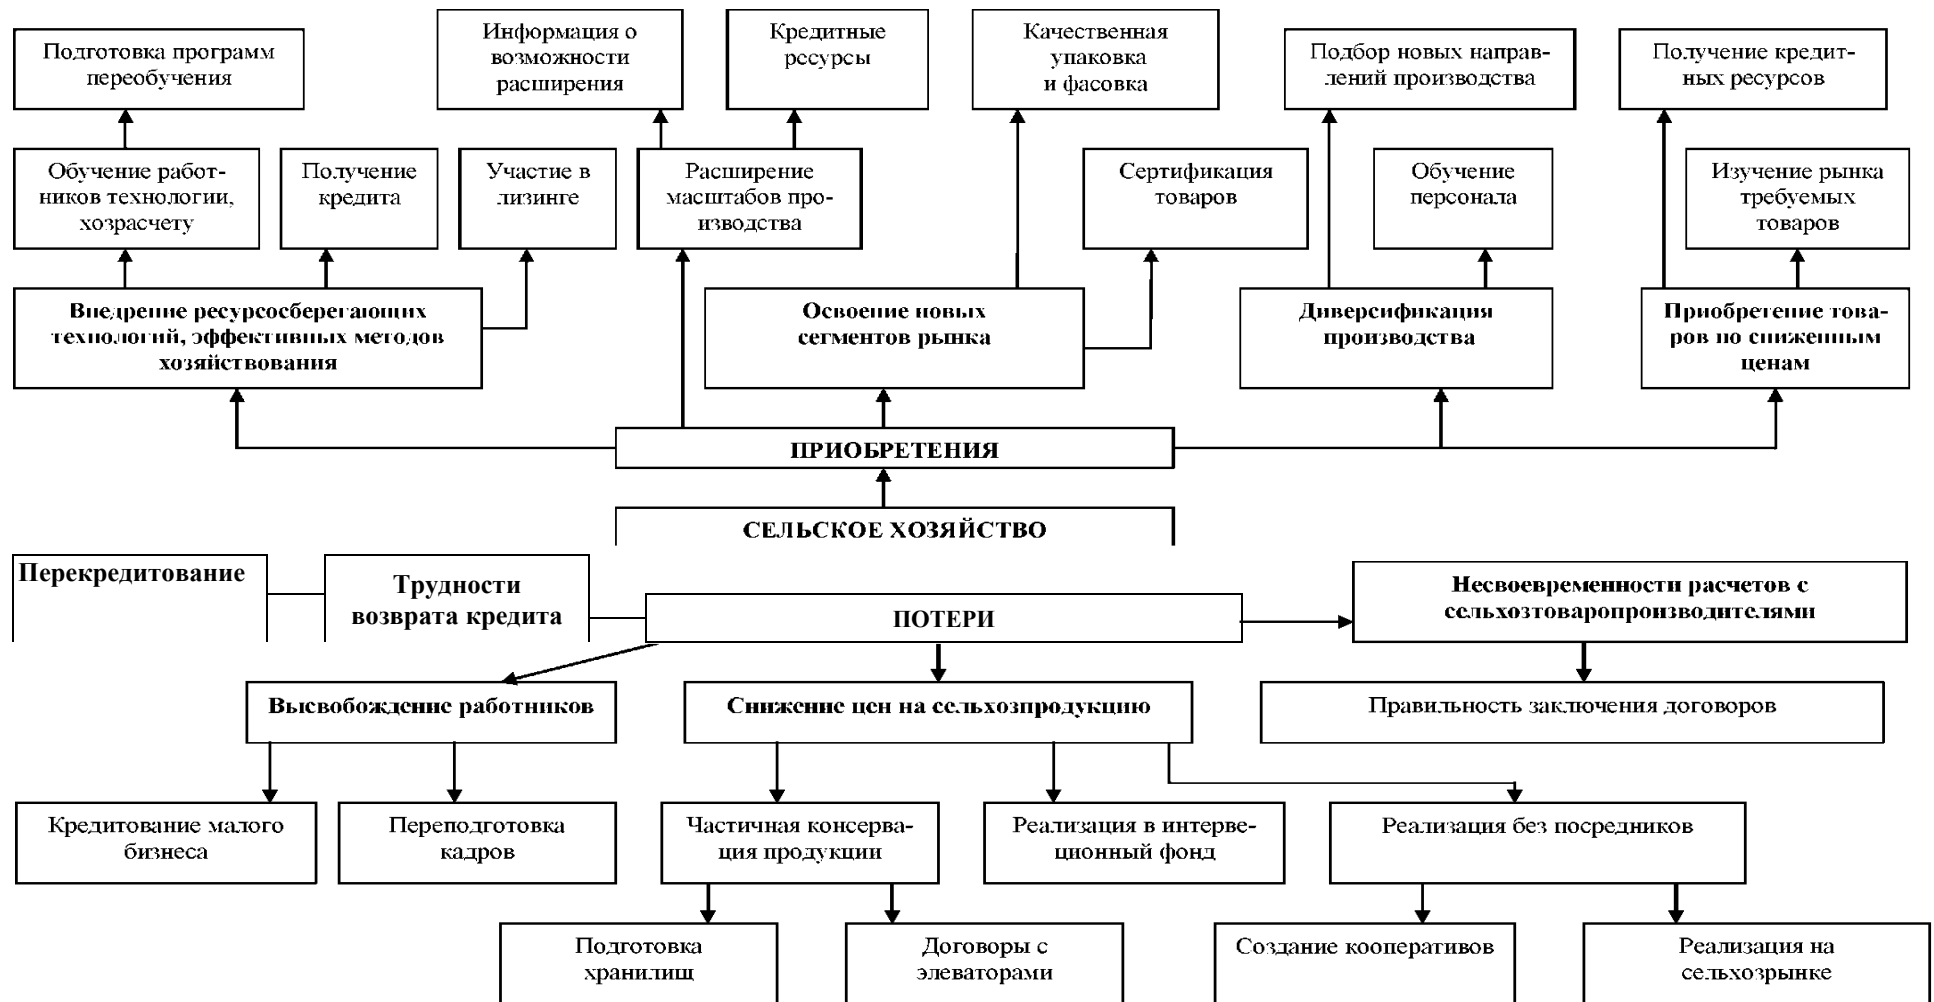 Подготовка программ
переобучения
Информация о
возможности
расширения
Кредитные
ресурсы
Качественная
упаковка
и фасовка
Подбор новых направ-
лений производства
Получение кредит-
ных ресурсов
Обучение работ-
ников технологии,
хозрасчету
Получение
кредита
Участие в
лизинге
Расширение
масштабов про-
изводства
Сертификация
товаров
Обучение
персонала
Изучение рынка
требуемых
товаров
Внедрение ресурсосберегающих
технологий, эффективных методов
хозяйствования
Освоение новых
сегментов рынка
Диверсификация
производства
Приобретение това-
ров по сниженным
ценам
ПРИОБРЕТЕНИЯ
СЕЛЬСКОЕ ХОЗЯЙСТВО
Перекредитование
Трудности
возврата кредита
ПОТЕРИ
Несвоевременности расчетов с
сельхозтоваропроизводителями
Высвобождение работников
Снижение цен на сельхозпродукцию
Правильность заключения договоров
Кредитование малого
бизнеса
Переподготовка
кадров
Частичная консерва-
ция продукции
Реализация в интерве-
ционный фонд
Реализация без посредников
Подготовка
хранилищ
Договоры с
элеваторами
Создание кооперативов
Реализация на
сельхозрынке